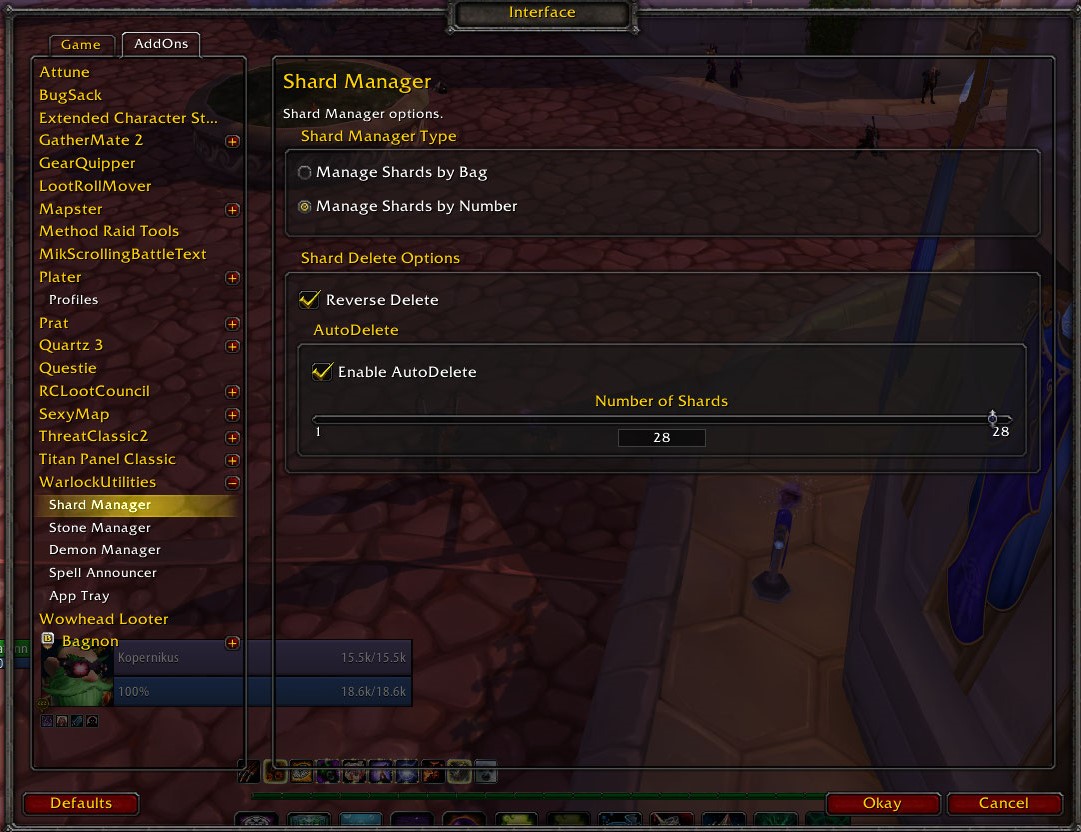 Interface
Game
AddOns
Attune
BugSack
Extended Character St...
GatherMate 2
GearQuipper
LootRollMover
Mapster
Method Raid Tools
MikScrollingBattleText
Plater
Profiles
Prat
Quartz 3
Questie
RCLootCouncil
SexyMap
ThreatClassic2
Titan Panel Classic
WarlockUtilities
Shard Manager
Stone Manager
Demon Manager
Spell Announcer
App Tray
Wowhead Looter
B Bagnon
Shard Manager
Shard Manager options.
Shard Manager Type
Manage Shards by Bag
Manage Shards by Number
Shard Delete Options
Reverse Delete
AutoDelete
Enable AutoDelete
Number of Shards
1
28
28
Kopernikus 15.5k/15.5k
100% 18.6k/18.6k
Defaults
Okay
Cancel